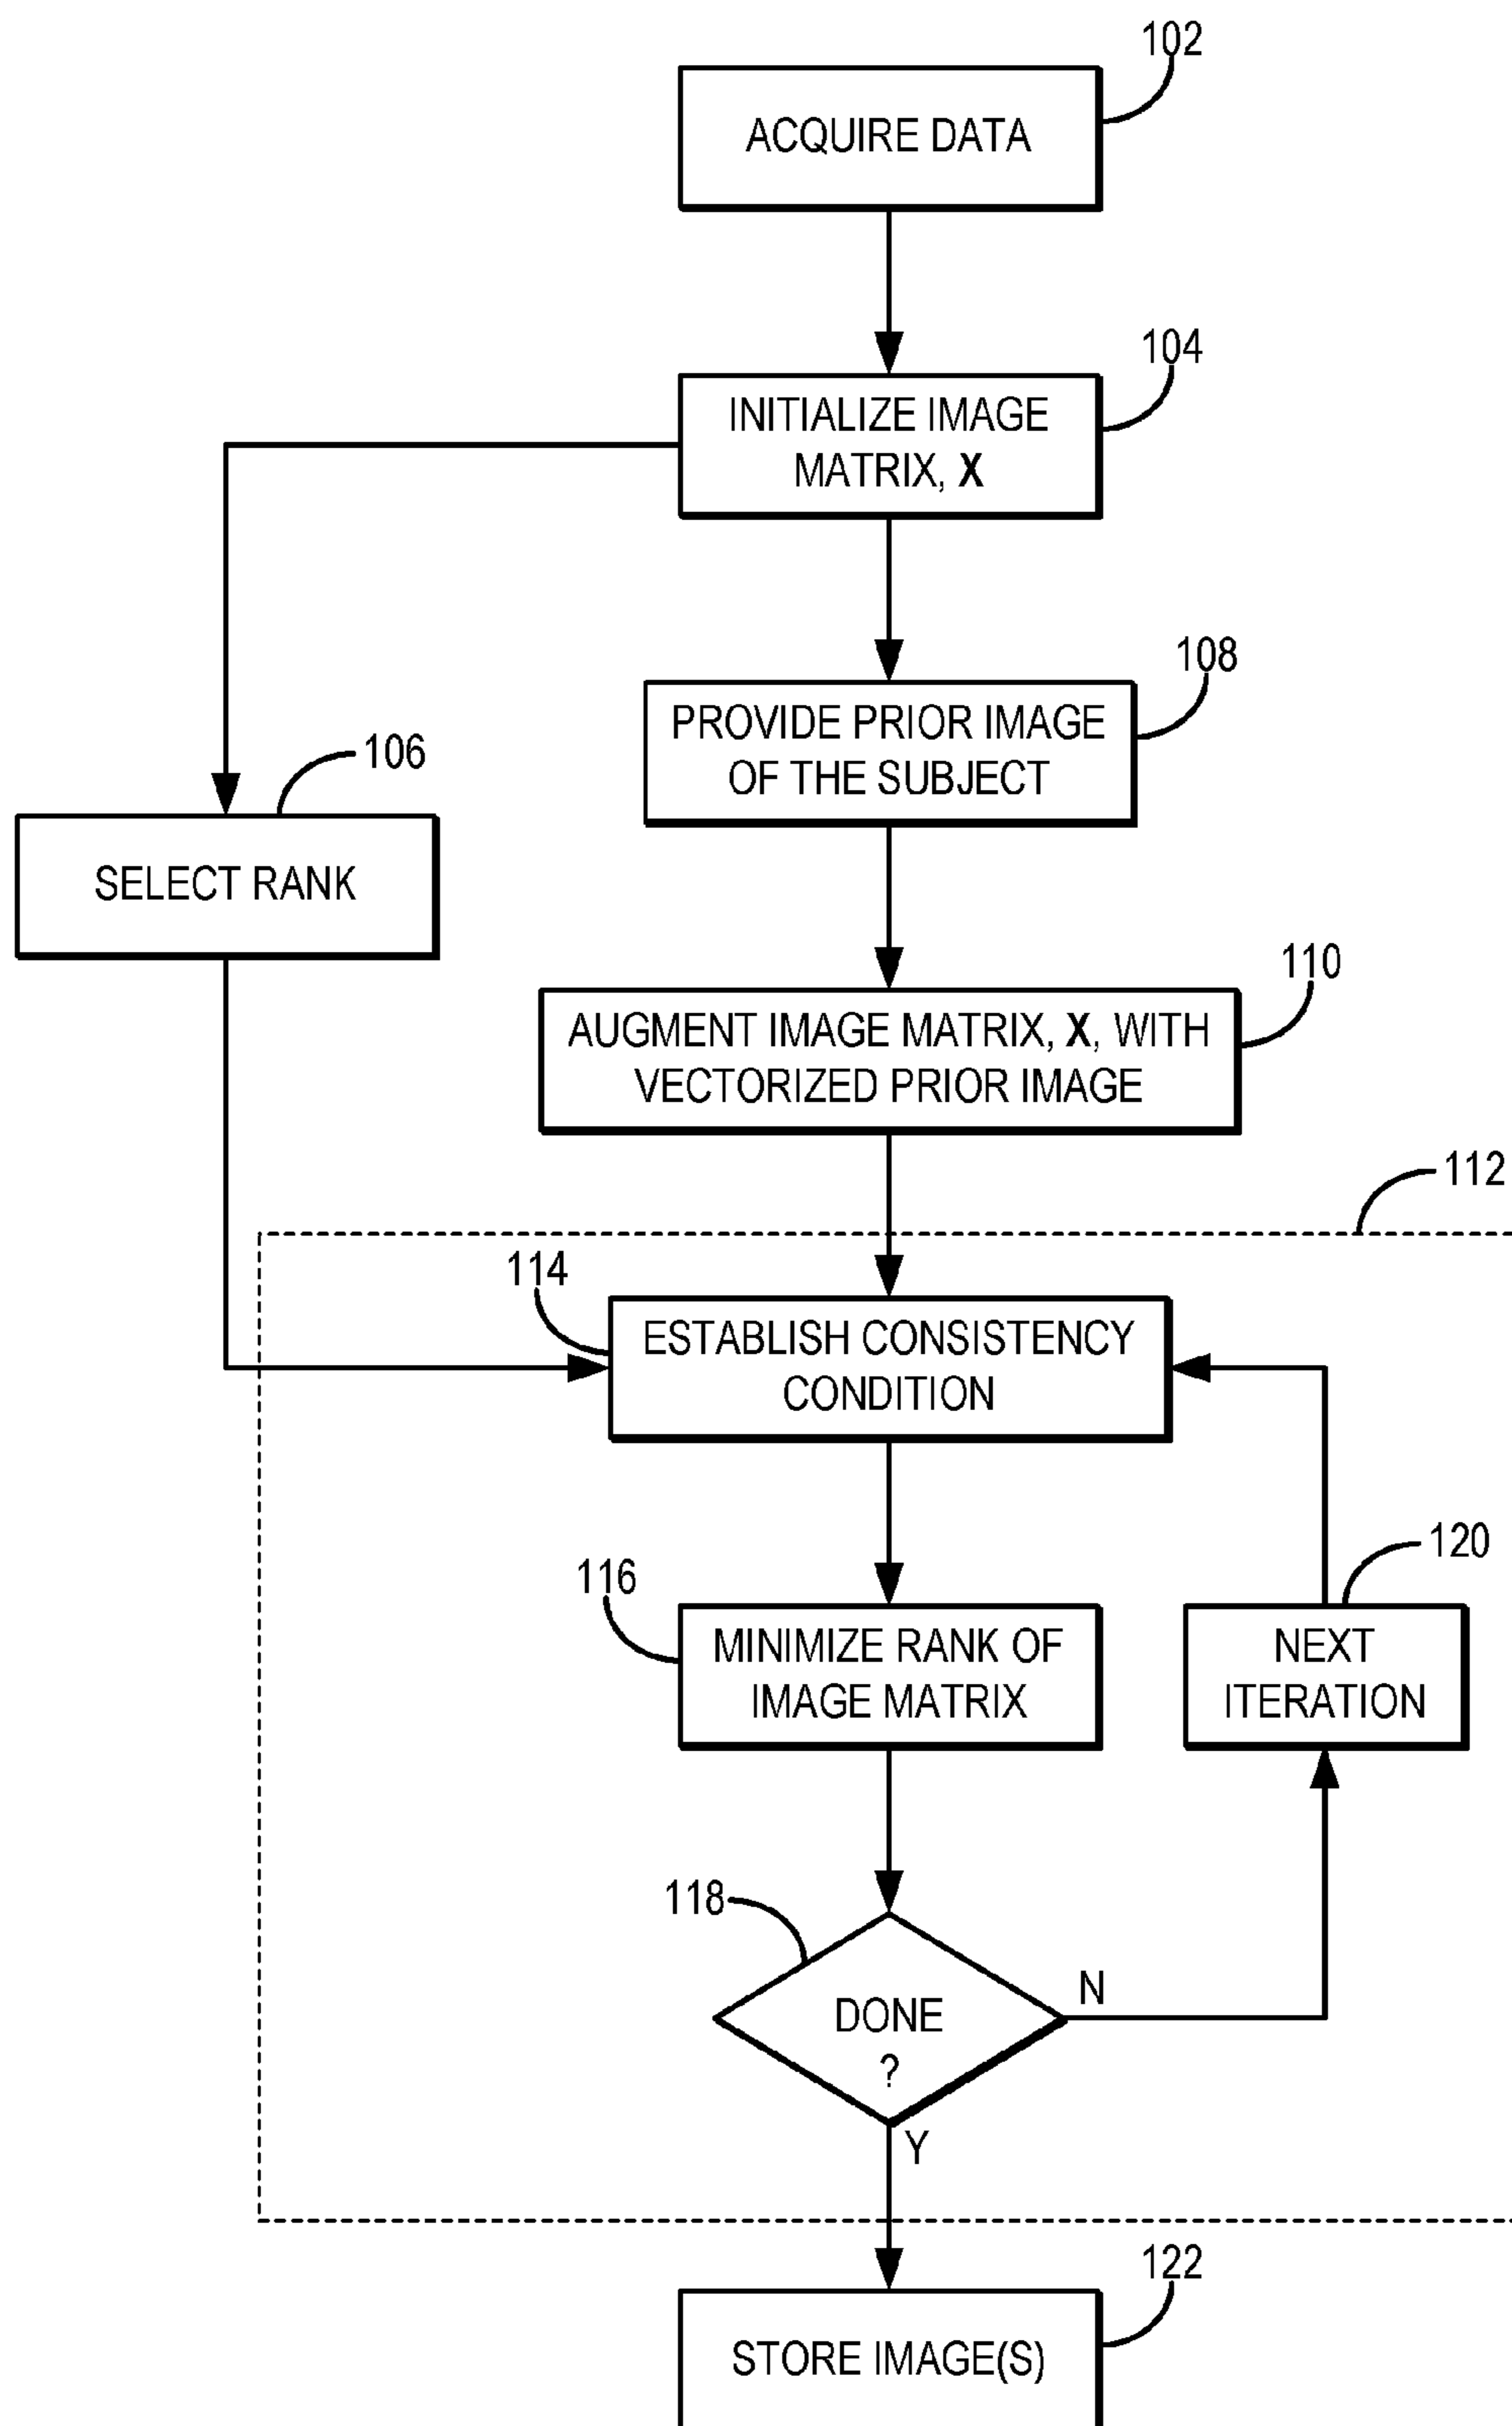 102
ACQUIRE DATA
104
INITIALIZE IMAGE
MATRIX, X
108
PROVIDE PRIOR IMAGE
OF THE SUBJECT
106
SELECT RANK
110
AUGMENT IMAGE MATRIX, X, WITH
VECTORIZED PRIOR IMAGE
112
114
ESTABLISH CONSISTENCY
CONDITION
116
MINIMIZE RANK OF
IMAGE MATRIX
120
NEXT
ITERATION
118
DONE
?
N
Y
122
STORE IMAGE(S)